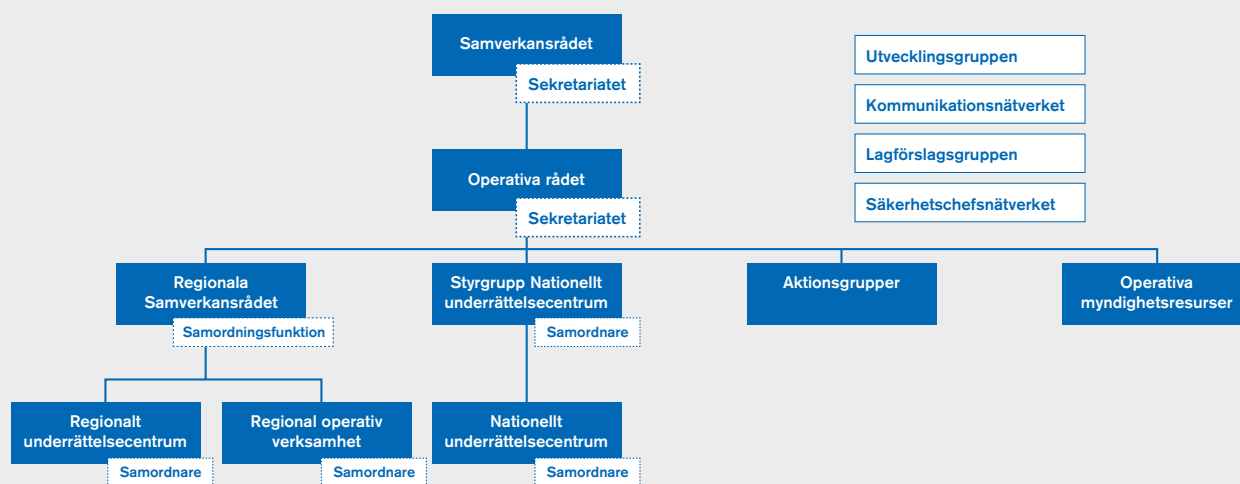 Samverkansrådet
Sekretariatet
Utvecklingsgruppen
Kommunikationsnätverket
Lagförslagsgruppen
Säkerhetschefsnätverket
Operativa rådet
Sekretariatet
Regionala
Samverkansrådet
Samordningsfunktion
Styrgrupp Nationellt
underrättelsecentrum
Samordnare
Aktionsgrupper
Operativa
myndighetsresurser
Regionalt
underrättelsecentrum
Samordnare
Regional operativ
verksamhet
Samordnare
Nationellt
underrättelsecentrum
Samordnare